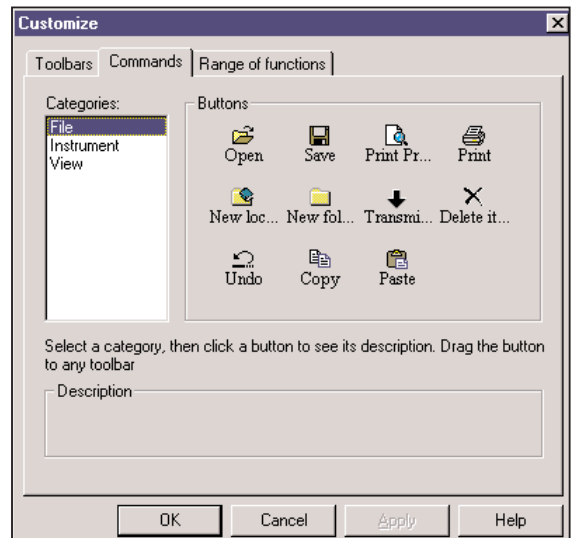 Customize
Toolbars Commands Range of functions
Categories:
File
Instrument
View
Buttons
Open Save Print Pr... Print
New loc... New fol... Transmi... Delete it...
Undo Copy Paste
Select a category, then click a button to see its description. Drag the button
to any toolbar
Description
OK Cancel Apply Help